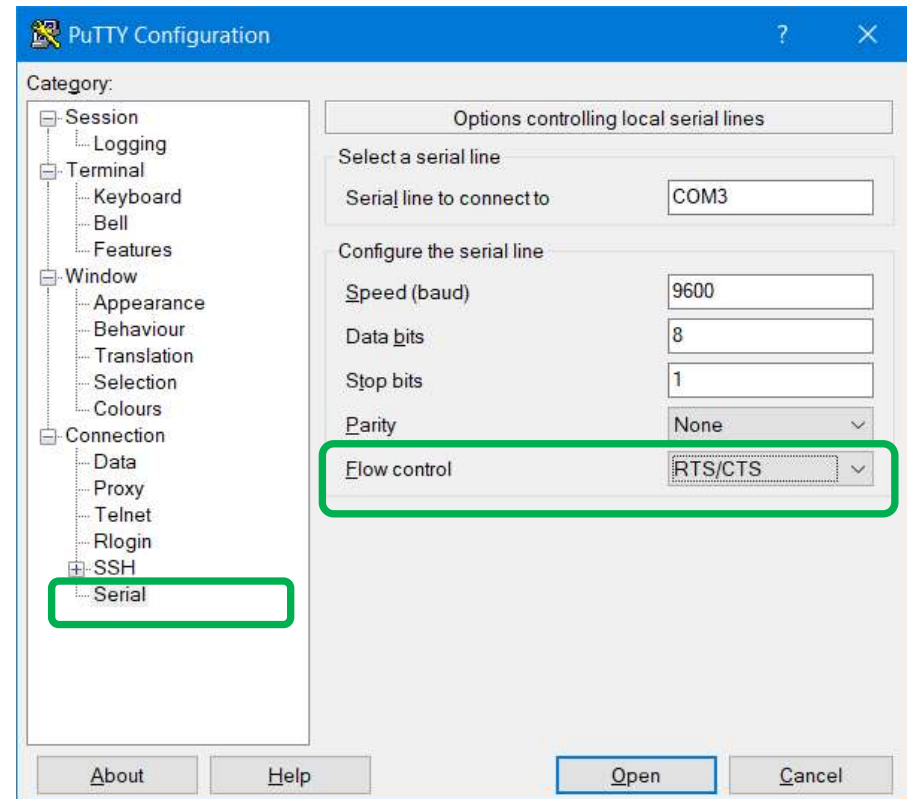 PuTTY Configuration
Category:
Session
Logging
Terminal
Keyboard
Bell
Features
Window
Appearance
Behaviour
Translation
Selection
Colours
Connection
Data
Proxy
Telnet
Rlogin
SSH
Serial
Options controlling local serial lines
Select a serial line
Serial line to connect to COM3
Configure the serial line
Speed (baud) 9600
Data bits 8
Stop bits 1
Parity None
Flow control RTS/CTS
About Help Open Cancel